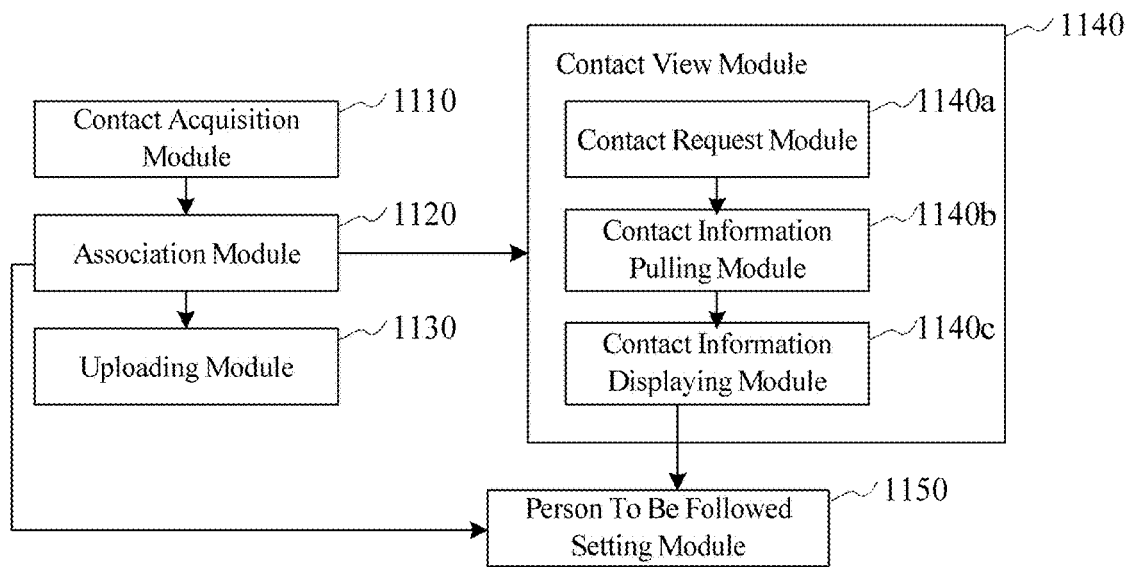 1140
Contact View Module
1110
Contact Acquisition
Module
1140a
Contact Request Module
1120
Association Module
1140b
Contact Information
Pulling Module
1130
Uploading Module
1140c
Contact Information
Displaying Module
1150
Person To Be Followed
Setting Module